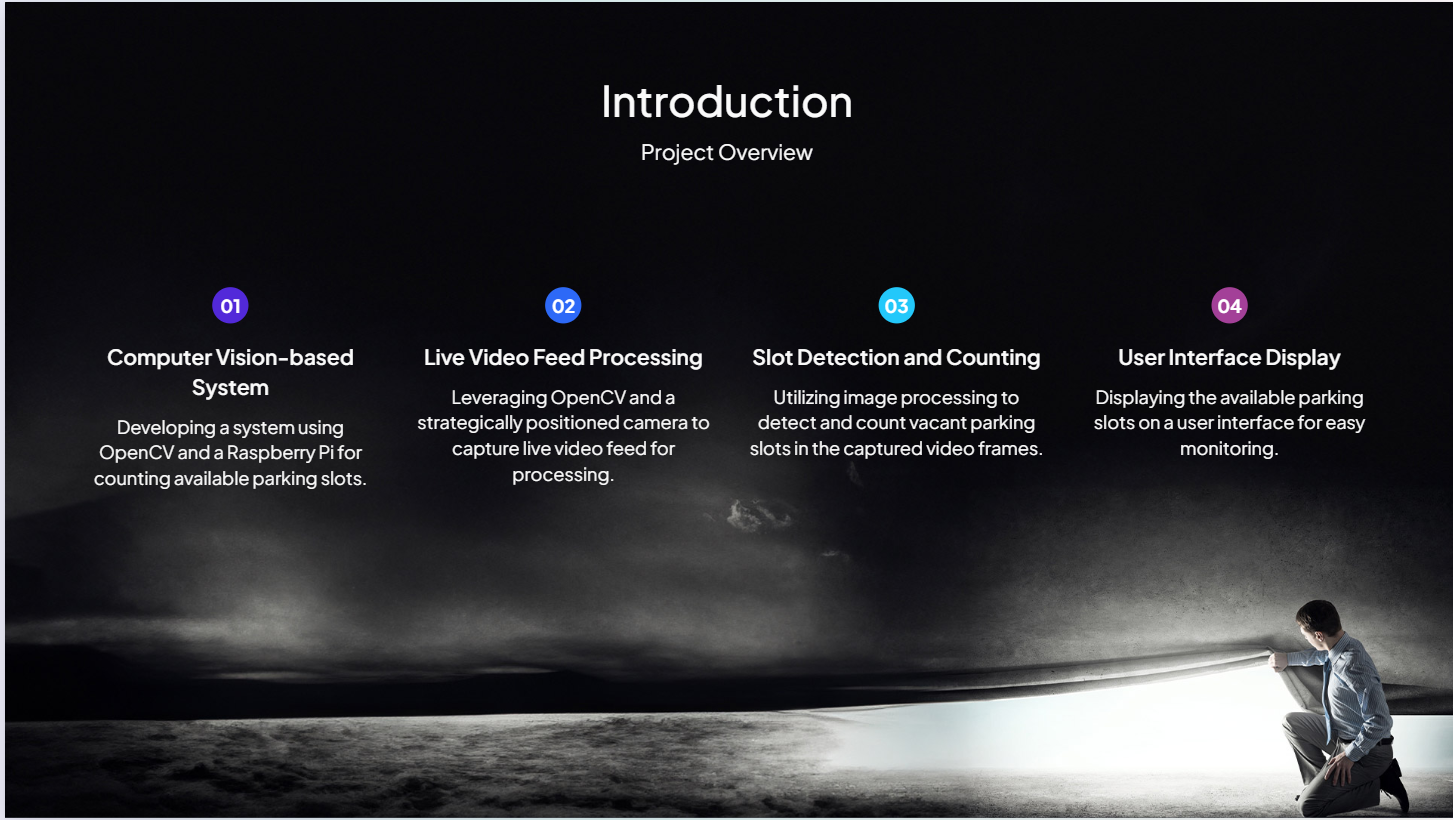 Introduction
Project Overview
01
Computer Vision-based
System
Developing a system using
OpenCV and a Raspberry Pi for
counting available parking slots.
02
Live Video Feed Processing
Leveraging OpenCV and a
strategically positioned camera to
capture live video feed for
processing.
03
Slot Detection and Counting
Utilizing image processing to
detect and count vacant parking
slots in the captured video frames.
04
User Interface Display
Displaying the available parking
slots on a user interface for easy
monitoring.